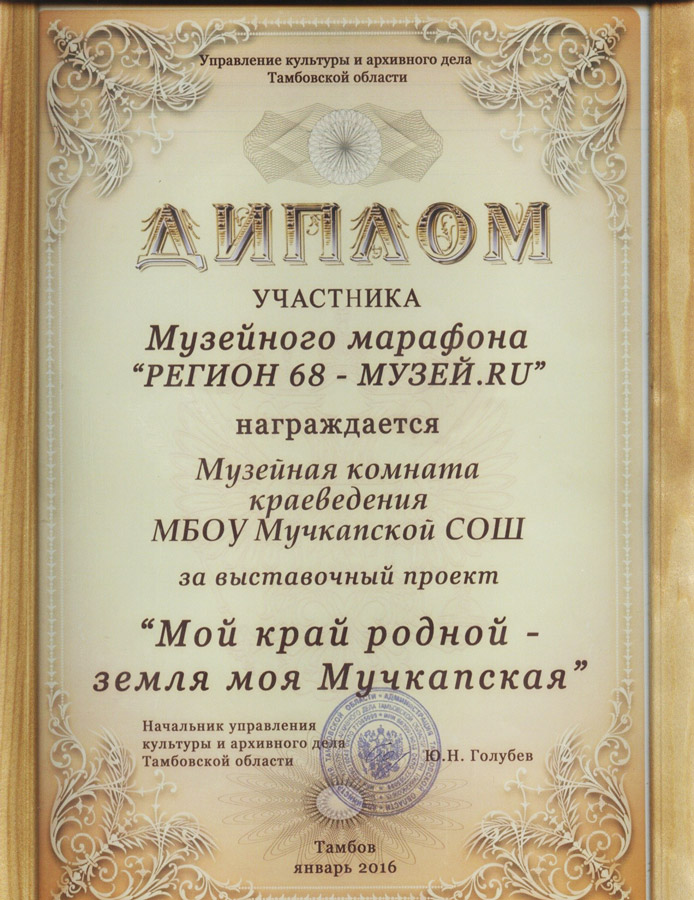 Управление культуры и архивного дела
Тамбовской области
ДИПЛОМ
УЧАСТНИКА
Музейного марафона
“РЕГИОН 68 - МУЗЕЙ.RU”
награждается
Музейная комната
краеведения
МБОУ Мучкапской СОШ
за выставочный проект
“Мой край родной -
земля моя Мучкапская”
Начальник управления
культуры и архивного дела
Тамбовской области
Ю.Н. Голубев
Тамбов
январь 2016